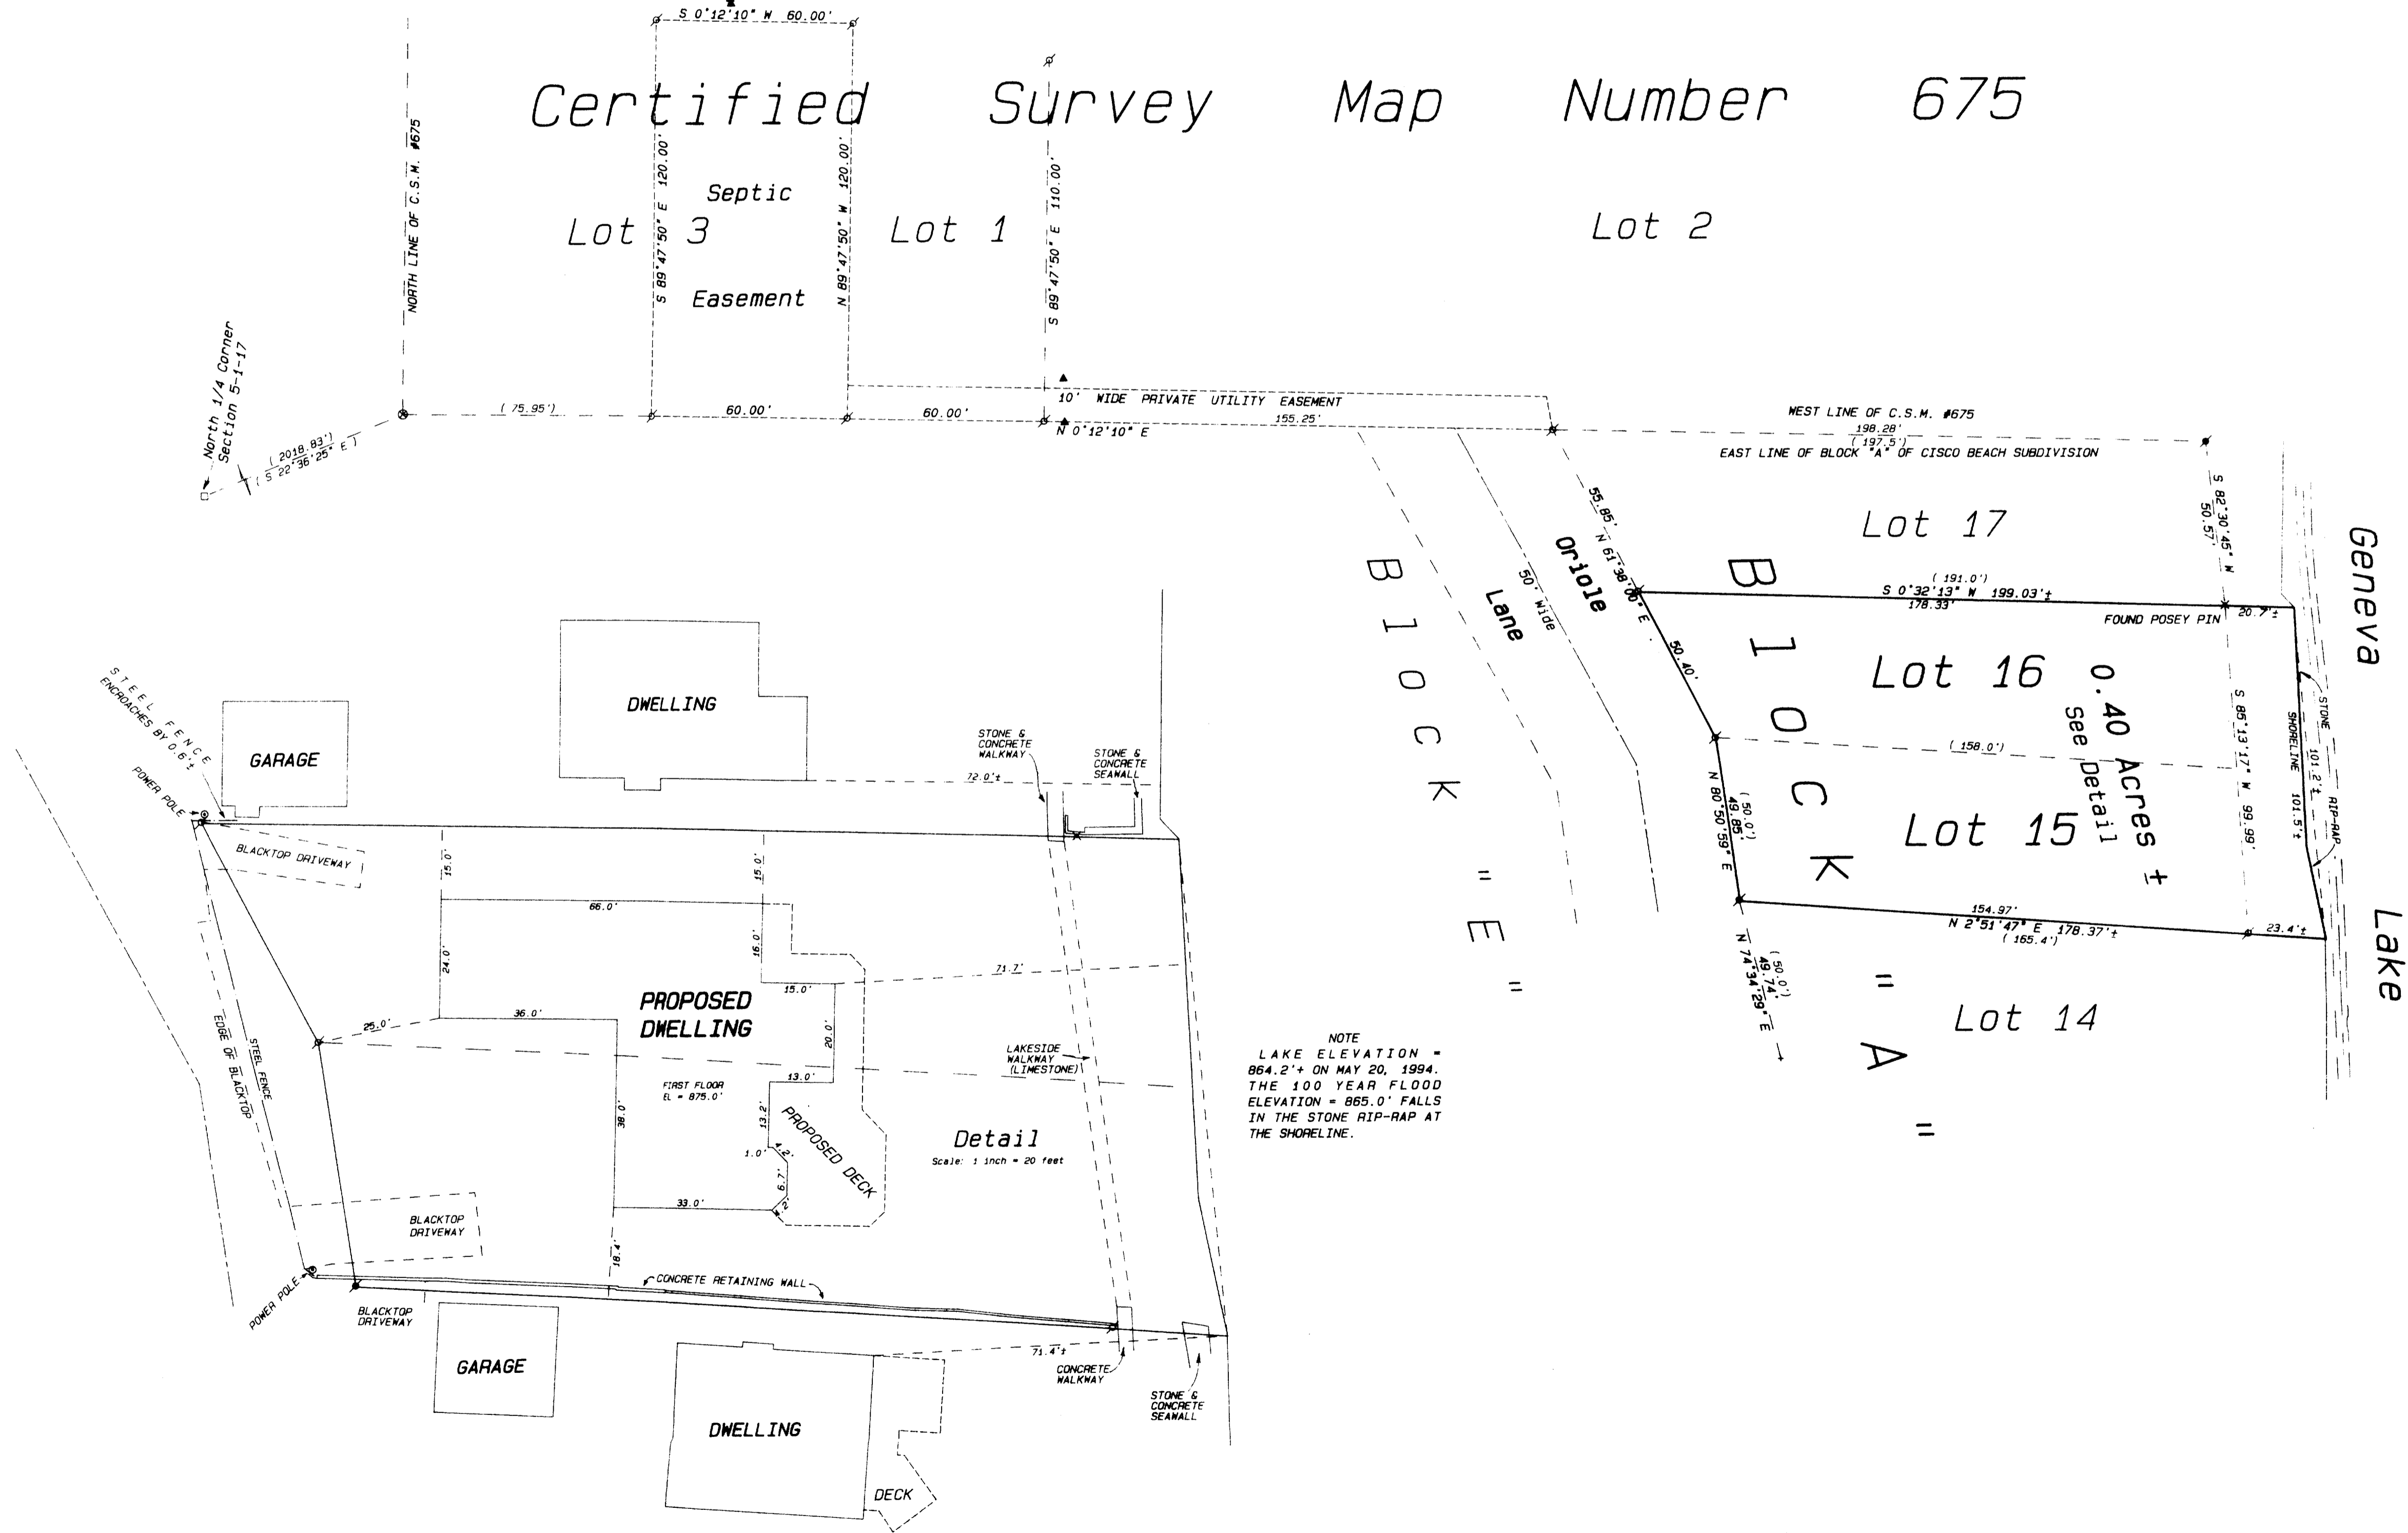 S 0°12'10" W 60.00'
Certified Survey Map Number 675
NORTH LINE OF C.S.M. #675
S 89°47'50" E 120.00'
N 89°47'50" W 120.00'
S 89°47'50" E 110.00'
Septic
Easement
Lot 3
Lot 1
Lot 2
North 1/4 Corner
Section 5-1-17
( 2018.83')
( S 22°36'25" E )
( 75.95')
60.00'
60.00'
10' WIDE PRIVATE UTILITY EASEMENT
155.25'
N 0°12'10" E
WEST LINE OF C.S.M. #675
198.28'
( 197.5')
EAST LINE OF BLOCK "A" OF CISCO BEACH SUBDIVISION
55.85'
N 61°38'00" E
50.40'
Oriole
Lane
50' Wide
Block "E"
Block "A"
Lot 17
S 82°30'45" W
50.57'
( 191.0')
S 0°32'13" W 199.03'±
178.33'
FOUND POSEY PIN
20.7'±
Lot 16
0.40 Acres ±
See Detail
S 85°13'17" W 99.99'
SHORELINE 101.5'±
STONE RIP-RAP
101.2'±
Geneva
Lake
( 158.0')
( 50.0')
49.85'
N 80°50'59" E
Lot 15
154.97'
N 2°51'47" E 178.37'±
( 165.4')
23.4'±
( 50.0')
49.74'
N 74°34'29" E
Lot 14
STEEL FENCE
ENCROACHES BY 0.6'±
POWER POLE
GARAGE
DWELLING
72.0'±
STONE &
CONCRETE
WALKWAY
STONE &
CONCRETE
SEAWALL
BLACKTOP DRIVEWAY
15.0'
15.0'
66.0'
24.0'
16.0'
71.7'
15.0'
PROPOSED
DWELLING
25.0'
36.0'
20.0'
EDGE OF BLACKTOP
STEEL FENCE
FIRST FLOOR
EL = 875.0'
13.0'
38.0'
13.2'
1.0'
4.2'
6.7'
33.0'
PROPOSED DECK
LAKESIDE
WALKWAY
(LIMESTONE)
Detail
Scale: 1 inch = 20 feet
NOTE
LAKE ELEVATION =
864.2'+ ON MAY 20, 1994.
THE 100 YEAR FLOOD
ELEVATION = 865.0' FALLS
IN THE STONE RIP-RAP AT
THE SHORELINE.
BLACKTOP
DRIVEWAY
18.4'
POWER POLE
CONCRETE RETAINING WALL
BLACKTOP
DRIVEWAY
GARAGE
71.4'±
CONCRETE
WALKWAY
STONE &
CONCRETE
SEAWALL
DWELLING
DECK